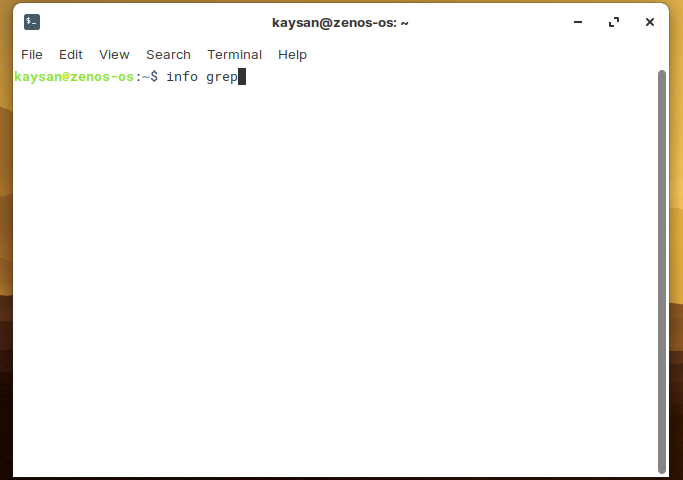 kaysan@zenos-os: ~
File Edit View Search Terminal Help
kaysan@zenos-os:~$ info grep